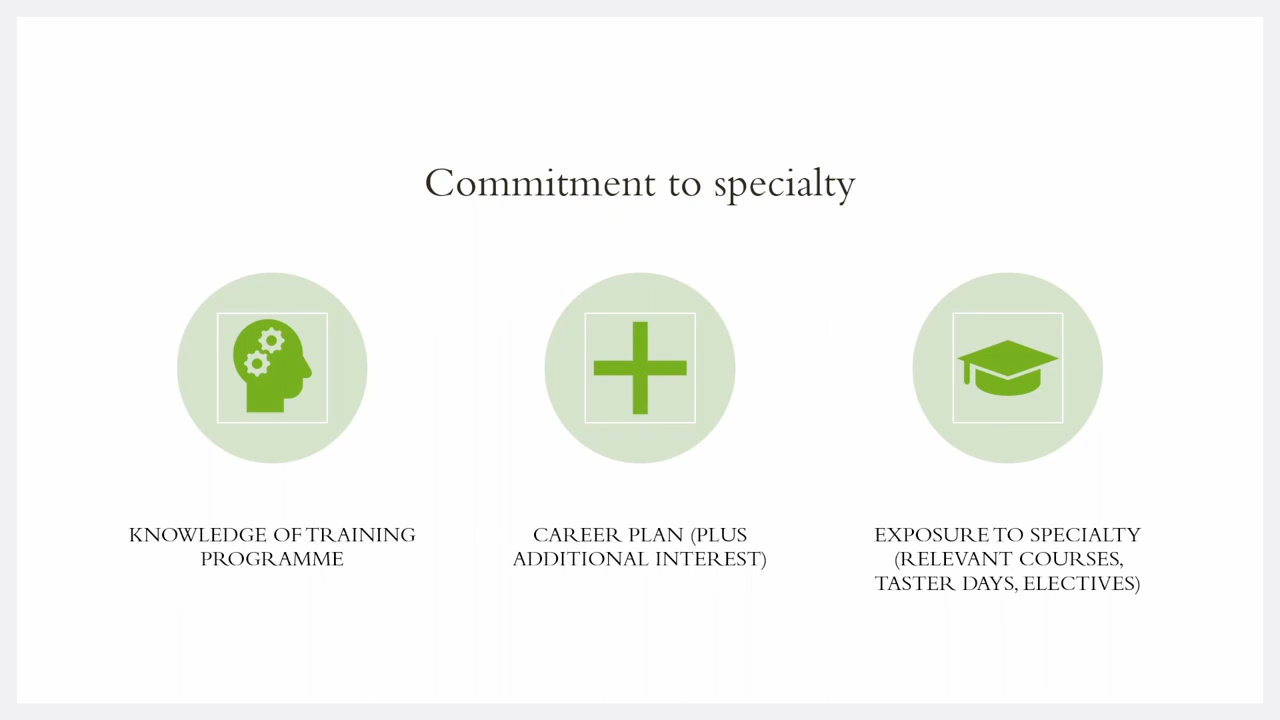 Commitment to specialty
KNOWLEDGE OF TRAINING
PROGRAMME
CAREER PLAN (PLUS
ADDITIONAL INTEREST)
EXPOSURE TO SPECIALTY
(RELEVANT COURSES,
TASTER DAYS, ELECTIVES)